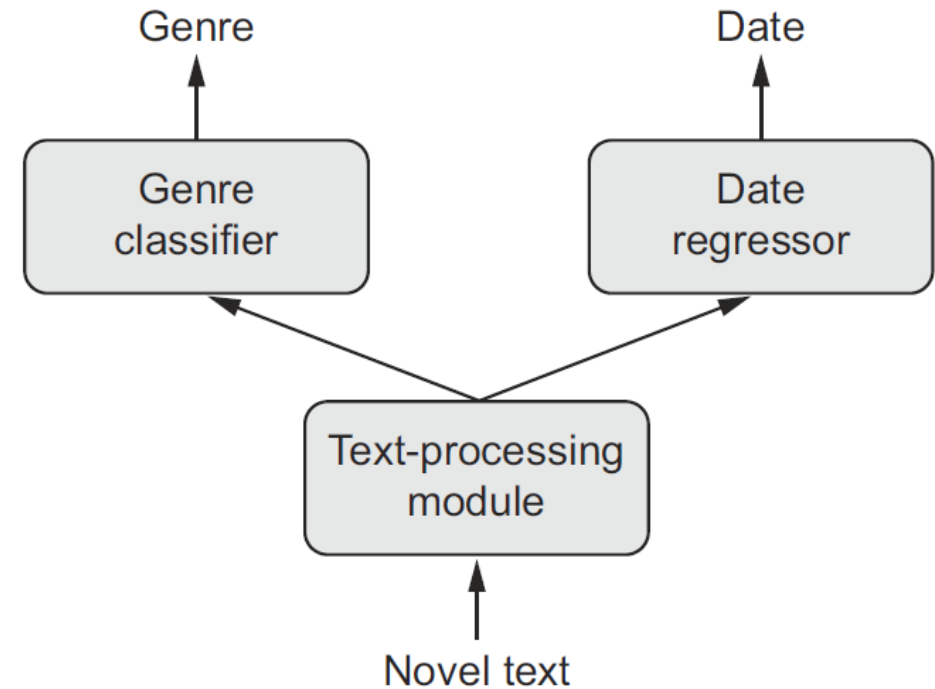 Genre
Date
Genre
classifier
Date
regressor
Text-processing
module
Novel text